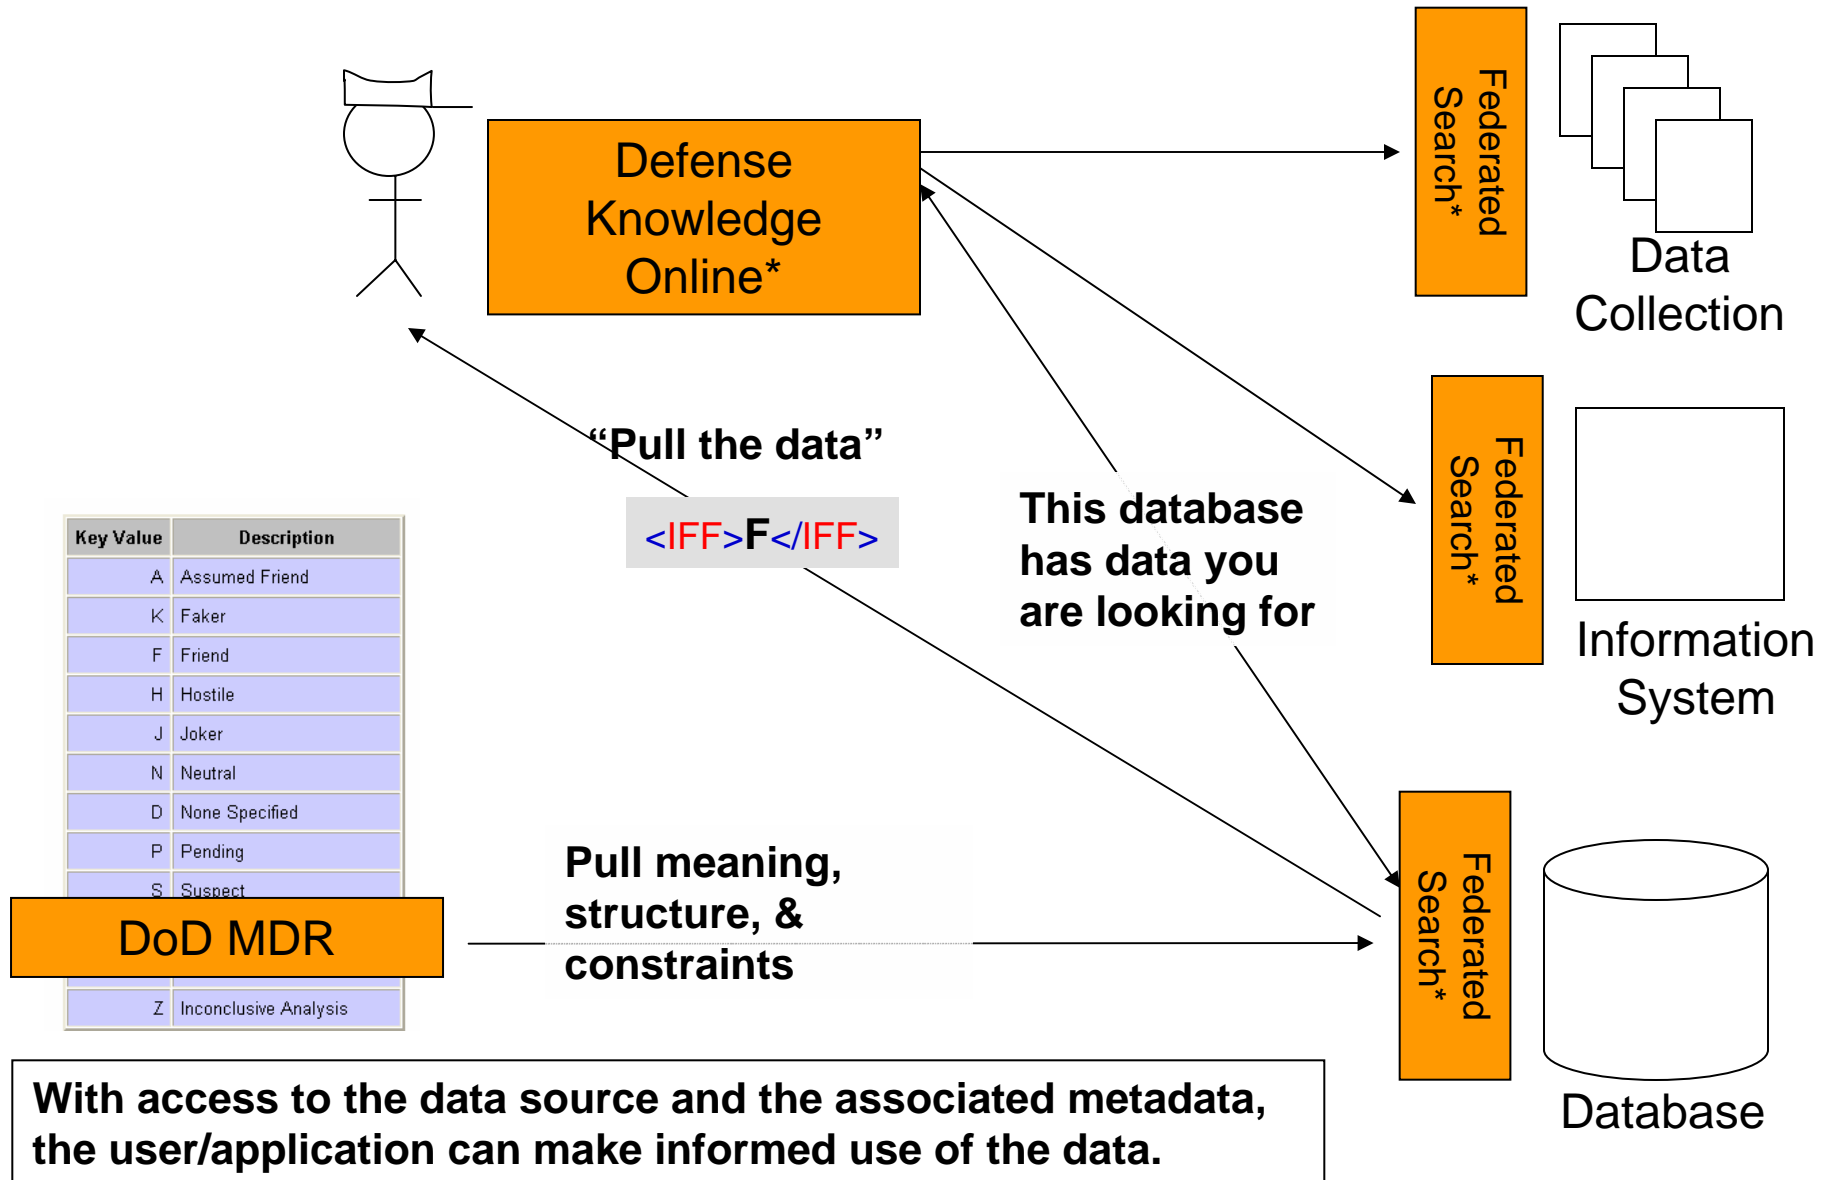 Defense
Knowledge
Online*
Federated
Search*
Data
Collection
Federated
Search*
Information
System
“Pull the data”
<IFF>F</IFF>
This database
has data you
are looking for
Key Value Description
A Assumed Friend
K Faker
F Friend
H Hostile
J Joker
N Neutral
D None Specified
P Pending
S Suspect
DoD MDR
Z Inconclusive Analysis
Pull meaning,
structure, &
constraints
Federated
Search*
Database
With access to the data source and the associated metadata,
the user/application can make informed use of the data.